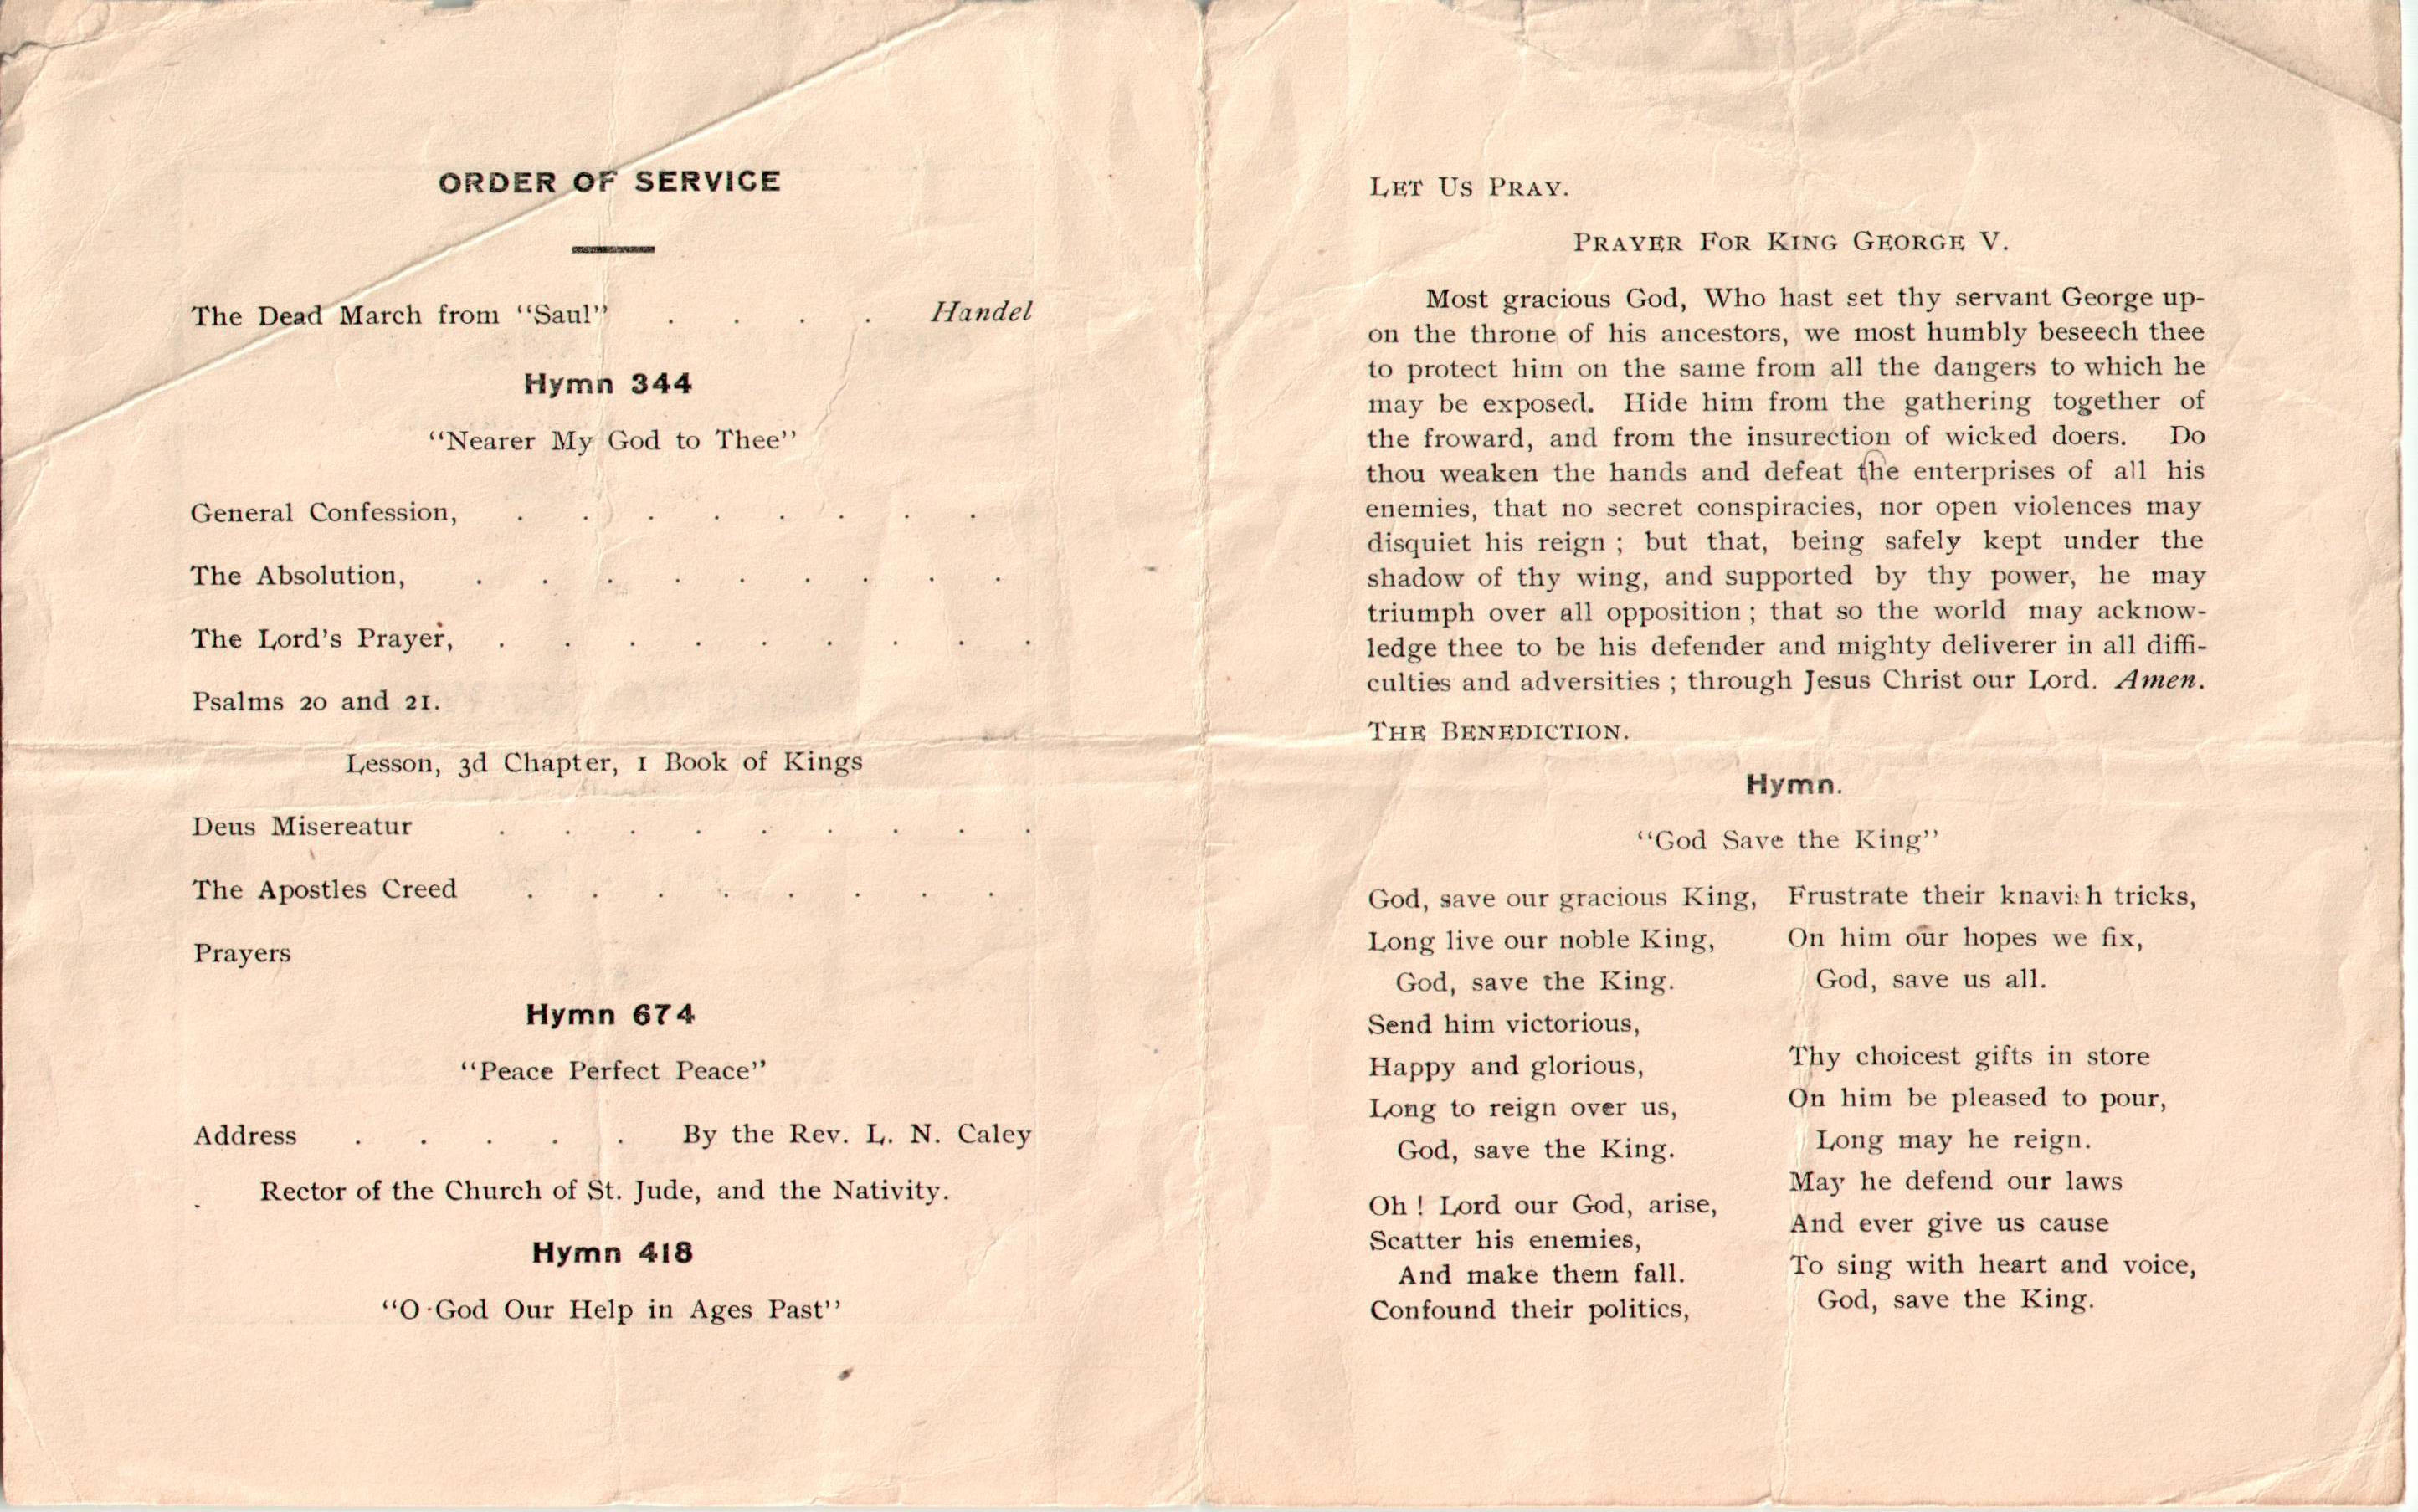 ORDER OF SERVICE
The Dead March from "Saul" . . . . Handel
Hymn 344
"Nearer My God to Thee"
General Confession, . . . . . . . .
The Absolution, . . . . . . . . .
The Lord's Prayer, . . . . . . . . .
Psalms 20 and 21.
Lesson, 3d Chapter, 1 Book of Kings
Deus Misereatur . . . . . . . . .
The Apostles Creed . . . . . . . .
Prayers
Hymn 674
"Peace Perfect Peace"
Address . . . . . By the Rev. L. N. Caley
Rector of the Church of St. Jude, and the Nativity.
Hymn 418
"O God Our Help in Ages Past"
LET US PRAY.
PRAYER FOR KING GEORGE V.
Most gracious God, Who hast set thy servant George up-
on the throne of his ancestors, we most humbly beseech thee
to protect him on the same from all the dangers to which he
may be exposed. Hide him from the gathering together of
the froward, and from the insurection of wicked doers. Do
thou weaken the hands and defeat the enterprises of all his
enemies, that no secret conspiracies, nor open violences may
disquiet his reign ; but that, being safely kept under the
shadow of thy wing, and supported by thy power, he may
triumph over all opposition ; that so the world may acknow-
ledge thee to be his defender and mighty deliverer in all diffi-
culties and adversities ; through Jesus Christ our Lord. Amen.
THE BENEDICTION.
Hymn.
"God Save the King"
God, save our gracious King,
Long live our noble King,
God, save the King.
Send him victorious,
Happy and glorious,
Long to reign over us,
God, save the King.
Oh ! Lord our God, arise,
Scatter his enemies,
And make them fall.
Confound their politics,
Frustrate their knavish tricks,
On him our hopes we fix,
God, save us all.
Thy choicest gifts in store
On him be pleased to pour,
Long may he reign.
May he defend our laws
And ever give us cause
To sing with heart and voice,
God, save the King.